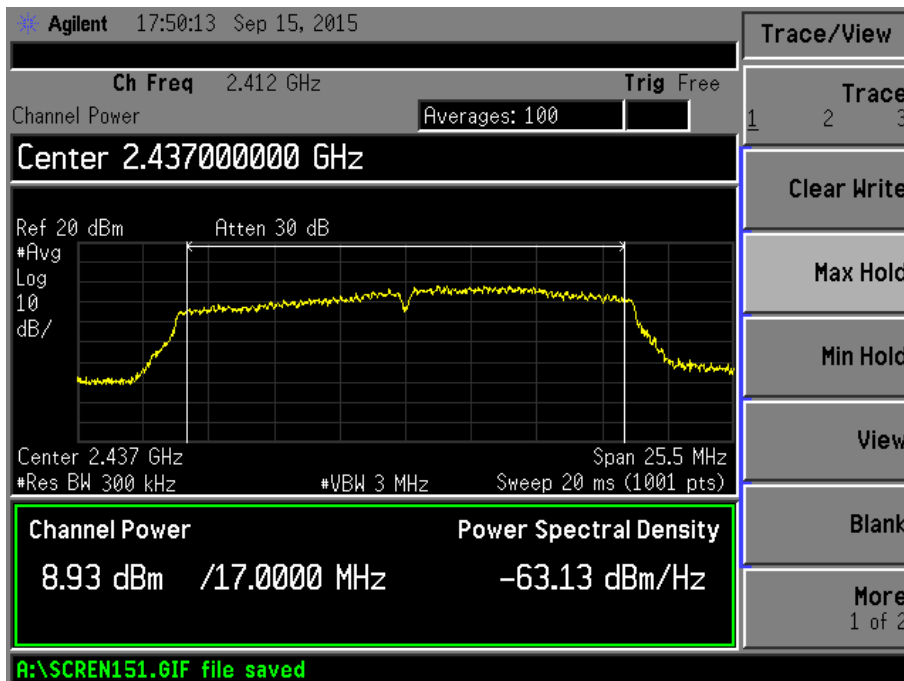 Agilent 17:50:13 Sep 15, 2015
Trace/View
Ch Freq 2.412 GHz Trig Free
Channel Power Averages: 100
Trace
1 2 3
Center 2.437000000 GHz
Clear Write
Ref 20 dBm Atten 30 dB
#Avg
Log
10
dB/
Max Hold
Min Hold
View
Center 2.437 GHz Span 25.5 MHz
#Res BW 300 kHz #VBW 3 MHz Sweep 20 ms (1001 pts)
Channel Power Power Spectral Density
8.93 dBm /17.0000 MHz -63.13 dBm/Hz
Blank
More
1 of 2
A:\SCREN151.GIF file saved